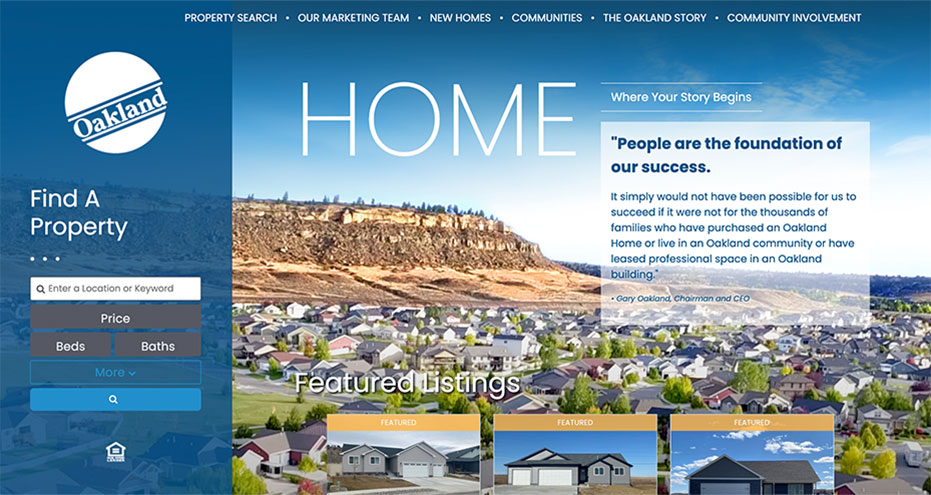 PROPERTY SEARCH • OUR MARKETING TEAM • NEW HOMES • COMMUNITIES • THE OAKLAND STORY • COMMUNITY INVOLVEMENT
Oakland
Find A
Property
Enter a Location or Keyword
Price
Beds Baths
More
HOME
Where Your Story Begins
"People are the foundation of
our success.
It simply would not have been possible for us to
succeed if it were not for the thousands of
families who have purchased an Oakland
Home or live in an Oakland community or have
leased professional space in an Oakland
building."
• Gary Oakland, Chairman and CEO
Featured Listings
FEATURED FEATURED FEATURED